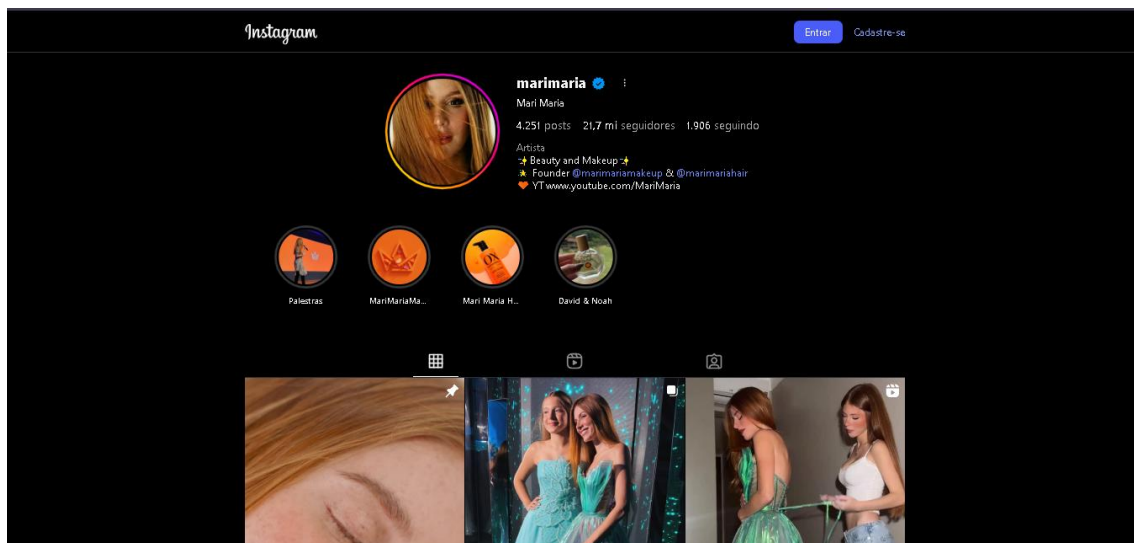 Instagram
Entrar
Cadastre-se
marimaria
Mari Maria
4.251 posts 21,7 mi seguidores 1.906 seguindo
Artista
✨Beauty and Makeup✨
🌟 Founder @marimariamakeup & @marimariahair
🧡 YT www.youtube.com/MariMaria
Palestras
MariMariaMa...
Mari Maria H...
David & Noah